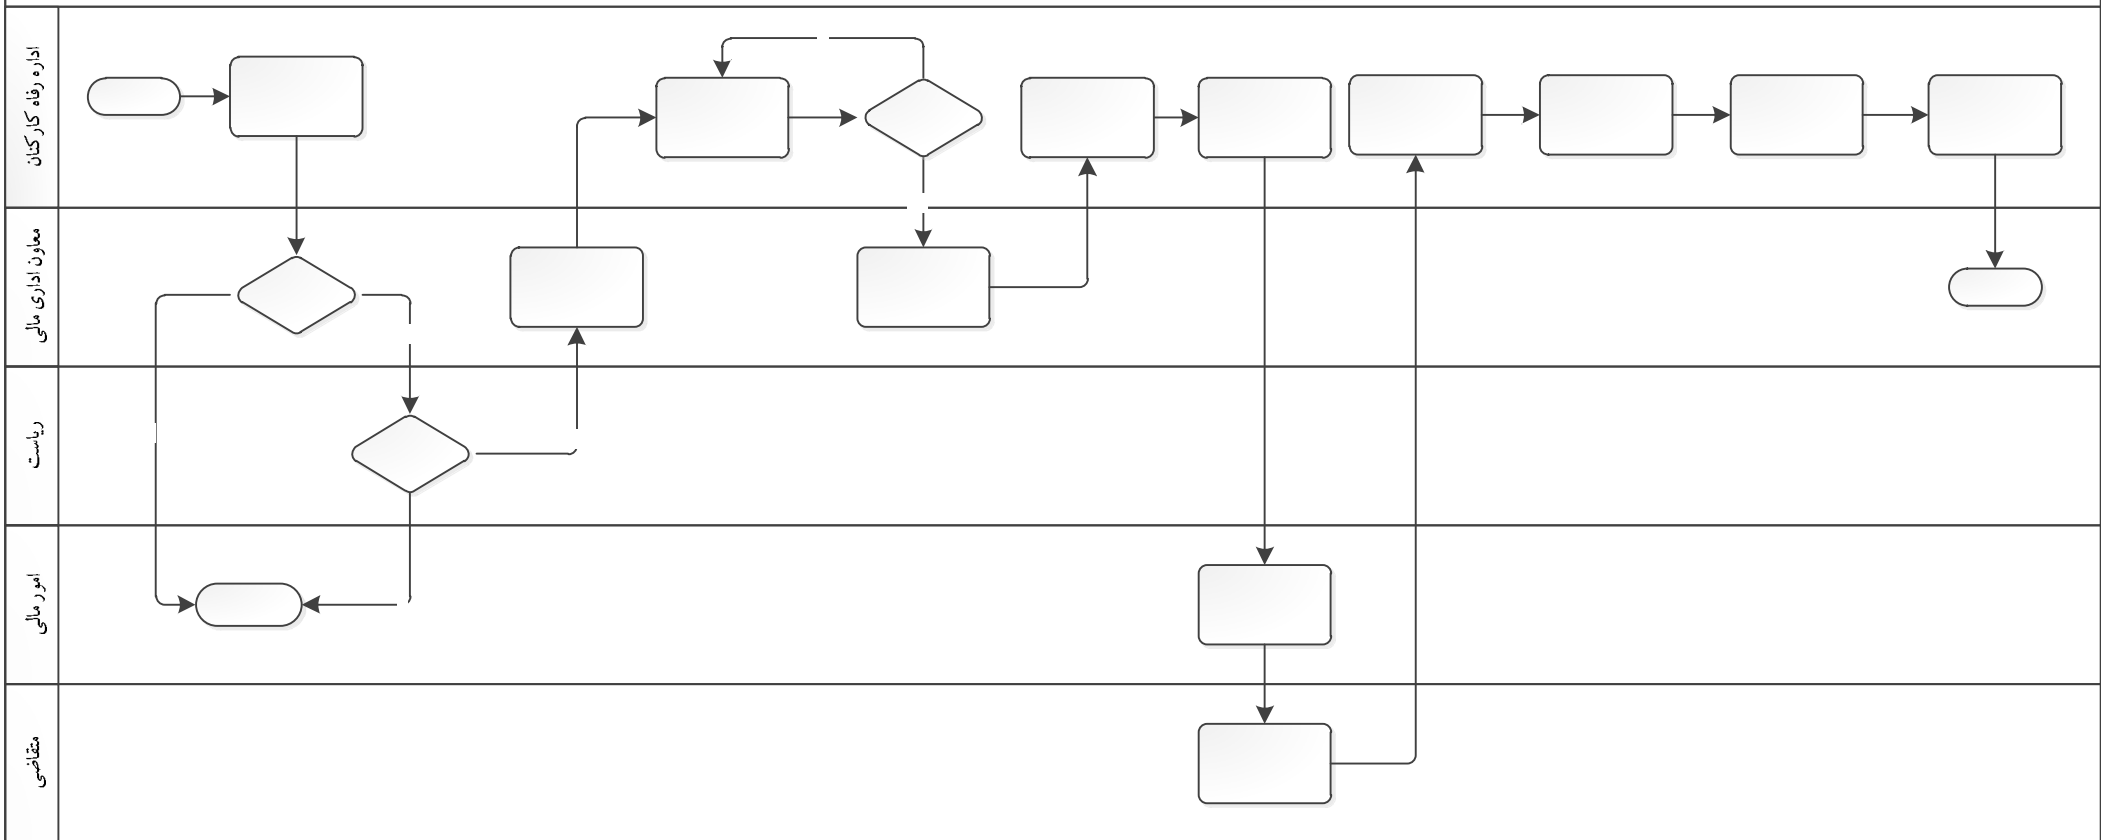 اداره رفاه کارکنان
معاون اداری مالی
ریاست
امور مالی
متقاضی